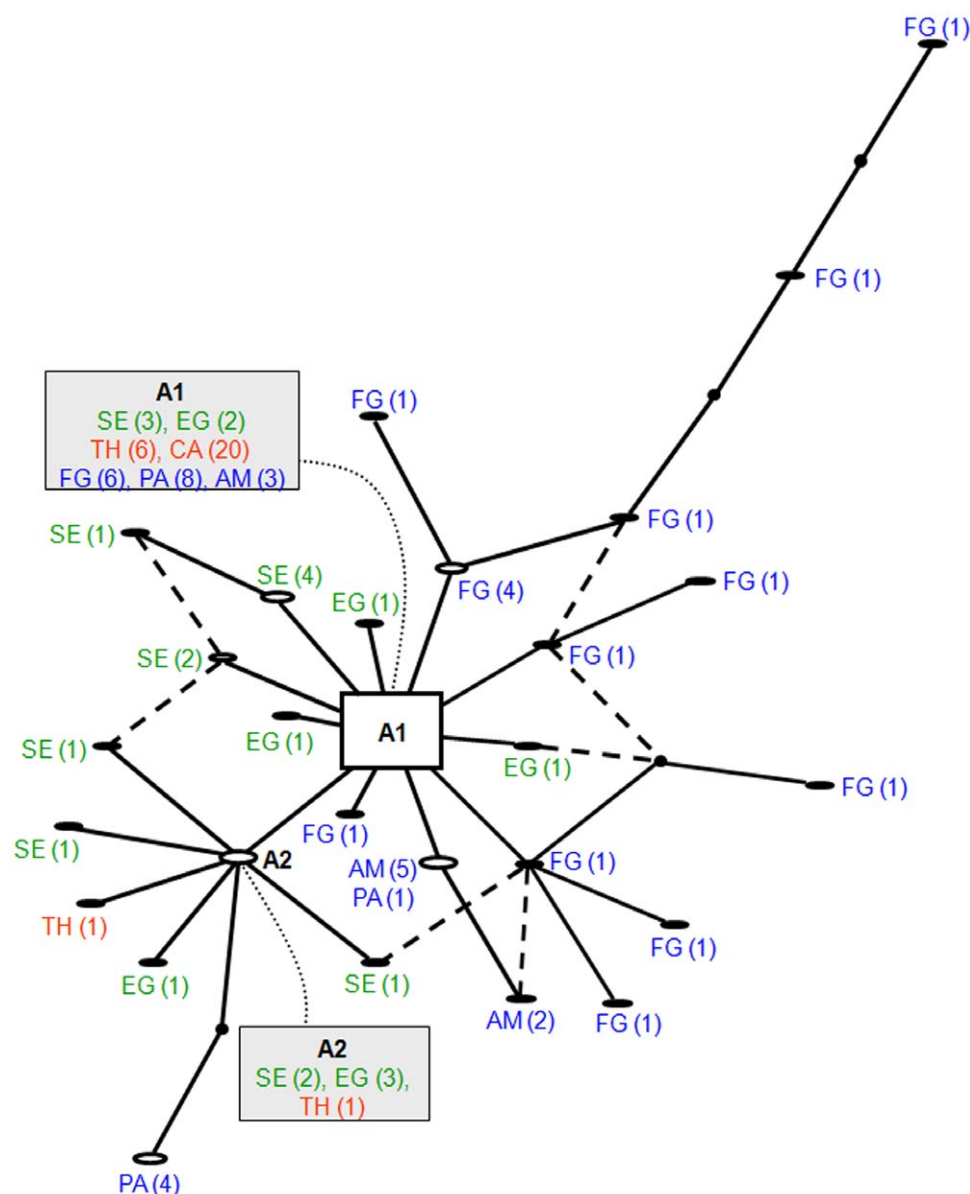 FG (1)
FG (1)
A1
SE (3), EG (2)
TH (6), CA (20)
FG (6), PA (8), AM (3)
FG (1)
FG (1)
SE (1)
SE (4)
EG (1)
FG (4)
FG (1)
SE (2)
FG (1)
EG (1)
A1
SE (1)
EG (1)
FG (1)
FG (1)
SE (1)
A2
AM (5)
PA (1)
FG (1)
TH (1)
FG (1)
EG (1)
SE (1)
AM (2)
FG (1)
A2
SE (2), EG (3),
TH (1)
PA (4)